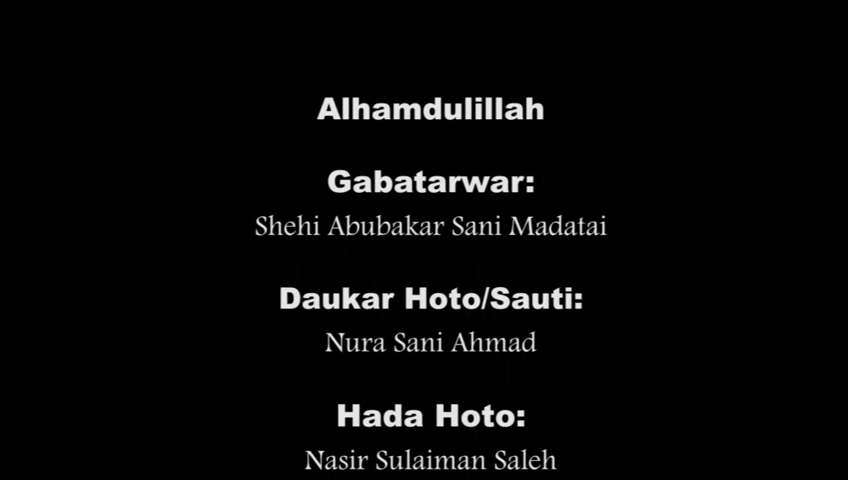 Alhamdulillah
Gabatarwar:
Shehi Abubakar Sani Madatai
Daukar Hoto/Sauti:
Nura Sani Ahmad
Hada Hoto:
Nasir Sulaiman Saleh